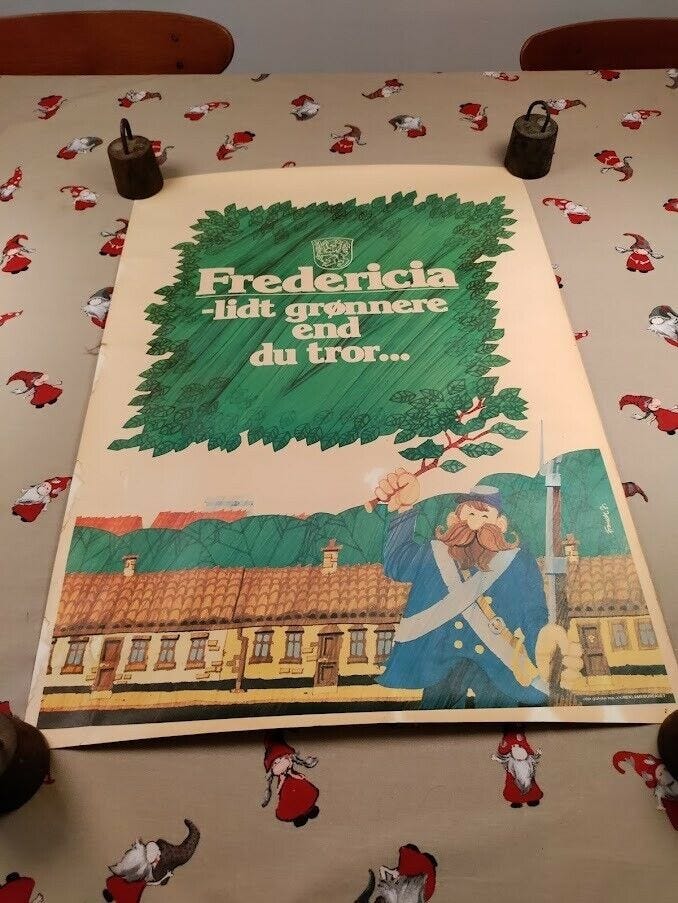 Fredericia
-lidt grønnere
end
du tror...